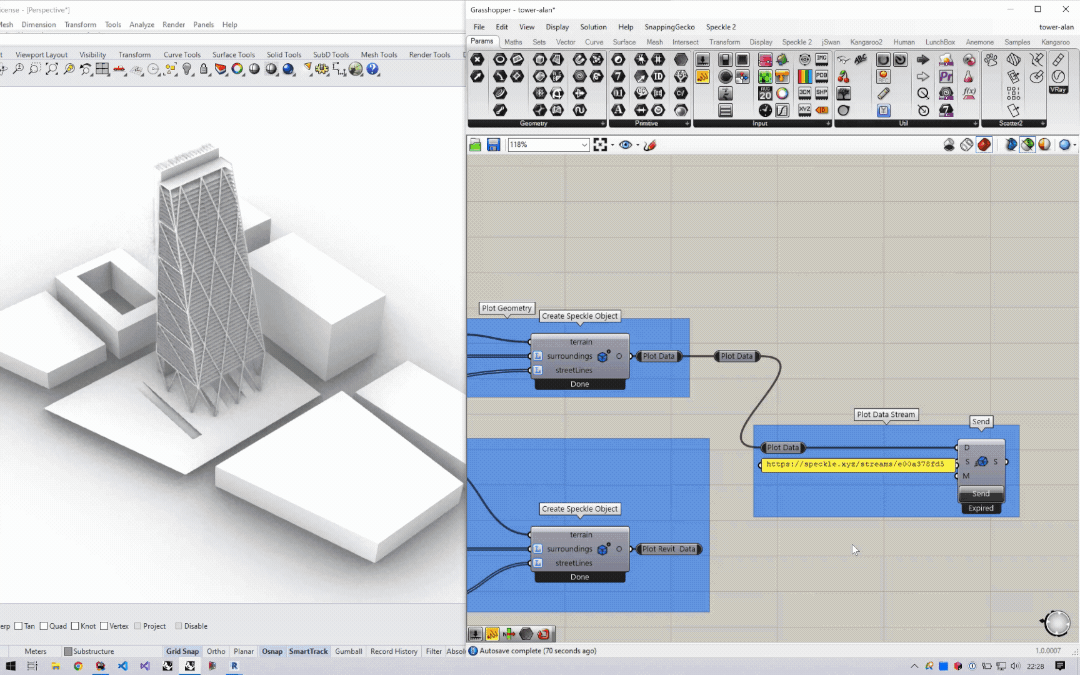 icense - [Perspective*]
Mesh Dimension Transform Tools Analyze Render Panels Help
t Viewport Layout Visibility Transform Curve Tools Surface Tools Solid Tools SubD Tools Mesh Tools Render Tools
Grasshopper - tower-alan*
File Edit View Display Solution Help SnappingGecko Speckle 2 tower-alan
Params Maths Sets Vector Curve Surface Mesh Intersect Transform Display Speckle 2 jSwan Kangaroo2 Human LunchBox Anemone Samples Kangaroo
VRay
Geometry Primitive Input Util Scatter2
118%
Plot Geometry
Create Speckle Object
terrain
surroundings O
streetLines
Done
Plot Data
Plot Data
Plot Data Stream
Send
Plot Data
https://speckle.xyz/streams/e00a378fd5
D
S S
M
Send
Expired
Create Speckle Object
terrain
surroundings O
streetLines
Done
Plot Revit Data
erp Tan Quad Knot Vertex Project Disable
Meters Substructure Grid Snap Ortho Planar Osnap SmartTrack Gumball Record History Filter Abso
Autosave complete (70 seconds ago)
1.0.0007
22:28